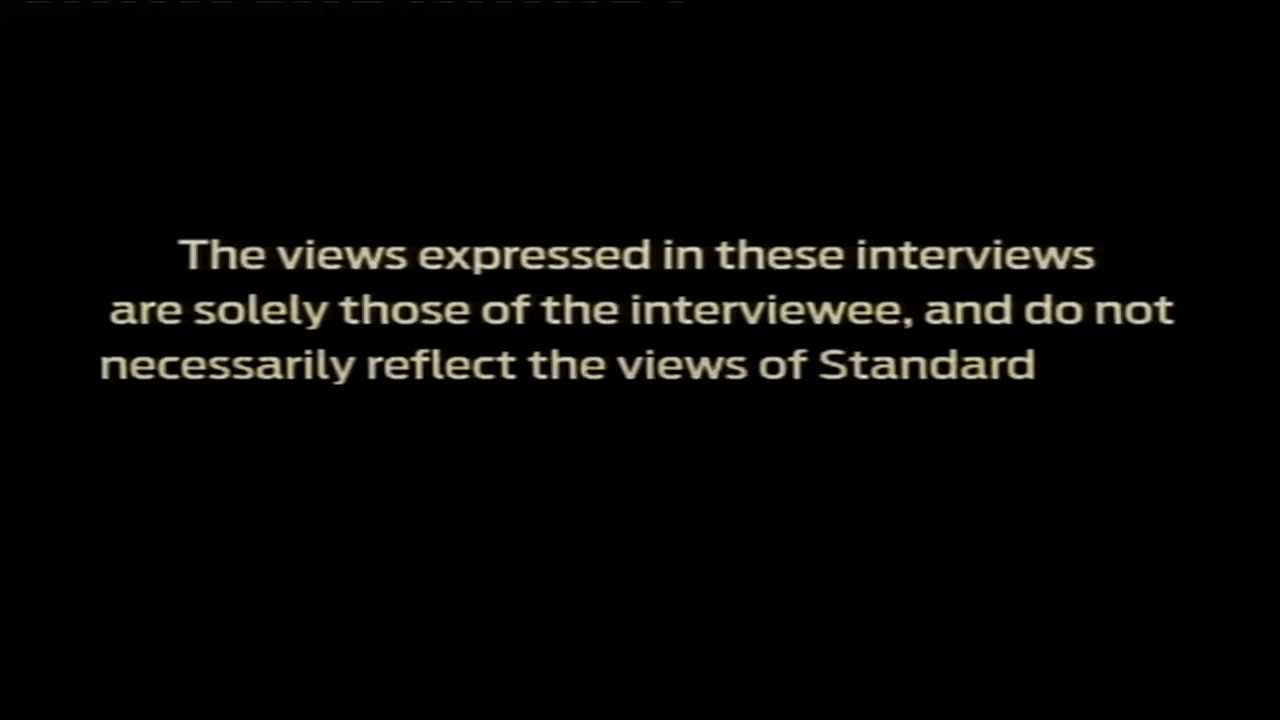 The views expressed in these interviews
are solely those of the interviewee, and do not
necessarily reflect the views of Standard